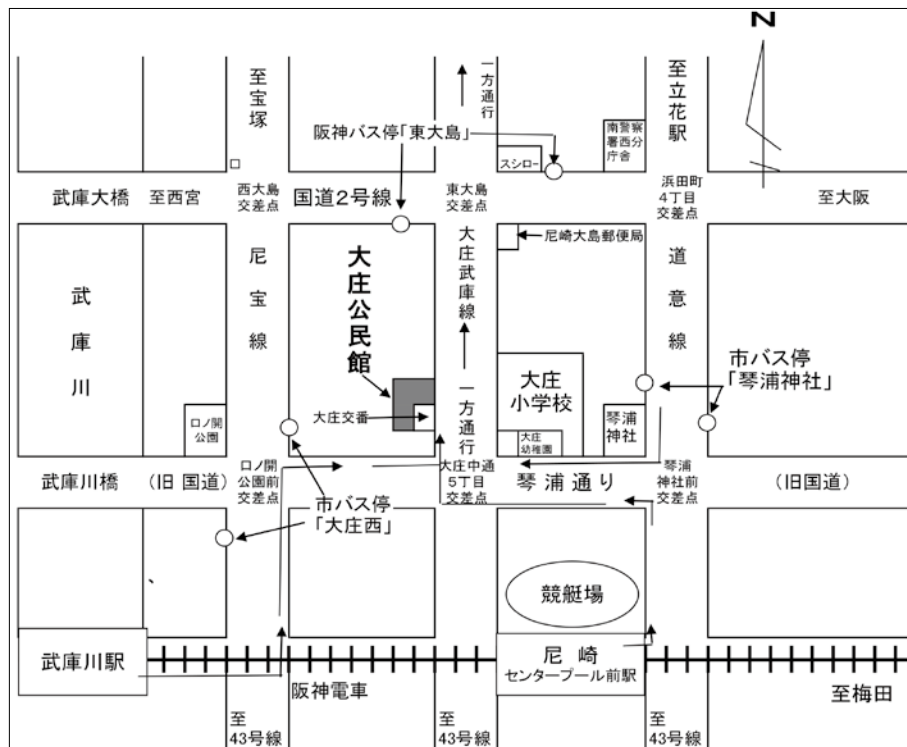 N
至宝塚
一方通行
至立花駅
阪神バス停「東大島」
スシロー
南警察
署西分
庁舎
武庫大橋
至西宮
西大島
交差点
国道2号線
東大島
交差点
浜田町
4丁目
交差点
至大阪
武庫川
尼宝線
大庄公民館
大庄武庫線
尼崎大島郵便局
道意線
市バス停
「琴浦神社」
大庄
小学校
一方通行
大庄交番
ロノ開
公園
大庄
幼稚園
琴浦
神社
武庫川橋
(旧 国道)
ロノ開
公園前
交差点
大庄中通
5丁目
交差点
琴浦通り
琴浦
神社前
交差点
(旧国道)
市バス停
「大庄西」
、
競艇場
武庫川駅
阪神電車
尼崎
センタープール前駅
至梅田
至
43号線
至
43号線
至
43号線